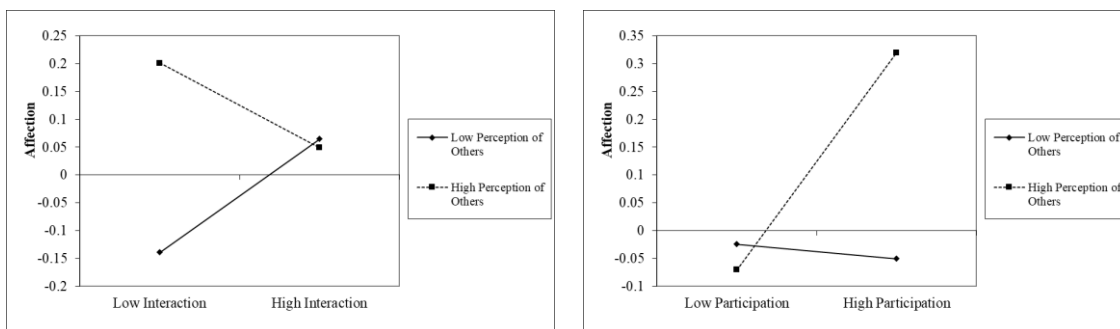 0.25
0.2
0.15
0.1
0.05
0
-0.05
-0.1
-0.15
-0.2
Affection
Low Interaction
High Interaction
Low Perception of
Others
High Perception of
Others
0.35
0.3
0.25
0.2
0.15
0.1
0.05
0
-0.05
-0.1
Affection
Low Participation
High Participation
Low Perception of
Others
High Perception of
Others